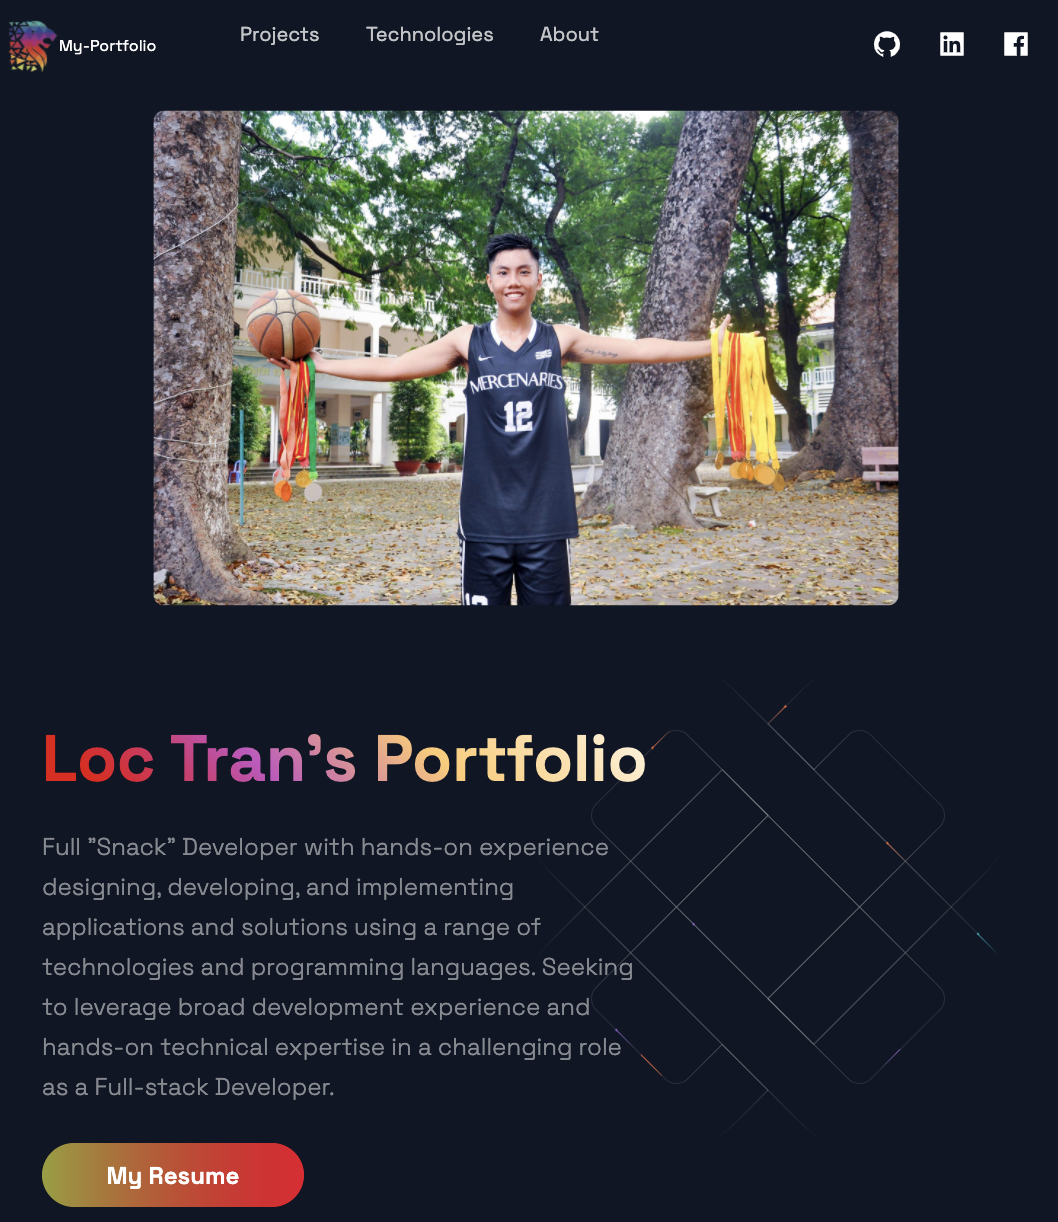 My-Portfolio
Projects
Technologies
About
MERCENARIES
12
12
Loc Tran's Portfolio
Full "Snack" Developer with hands-on experience
designing, developing, and implementing
applications and solutions using a range of
technologies and programming languages. Seeking
to leverage broad development experience and
hands-on technical expertise in a challenging role
as a Full-stack Developer.
My Resume